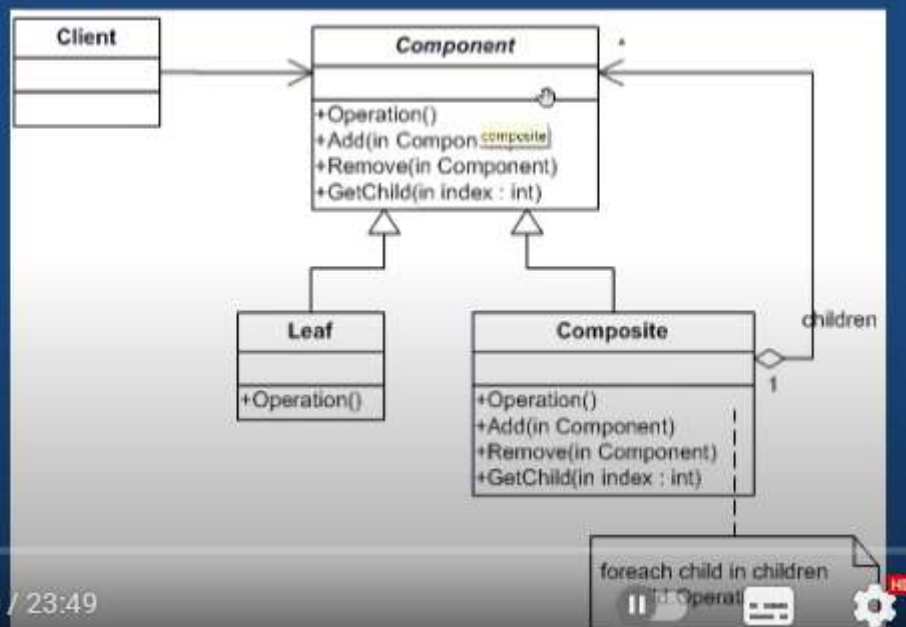 Client
Component
*
+Operation()
+Add(in Compon
composite
+Remove(in Component)
+GetChild(in index : int)
Leaf
+Operation()
Composite
children
1
+Operation()
+Add(in Component)
+Remove(in Component)
+GetChild(in index : int)
foreach child in children
/ 23:49
HD